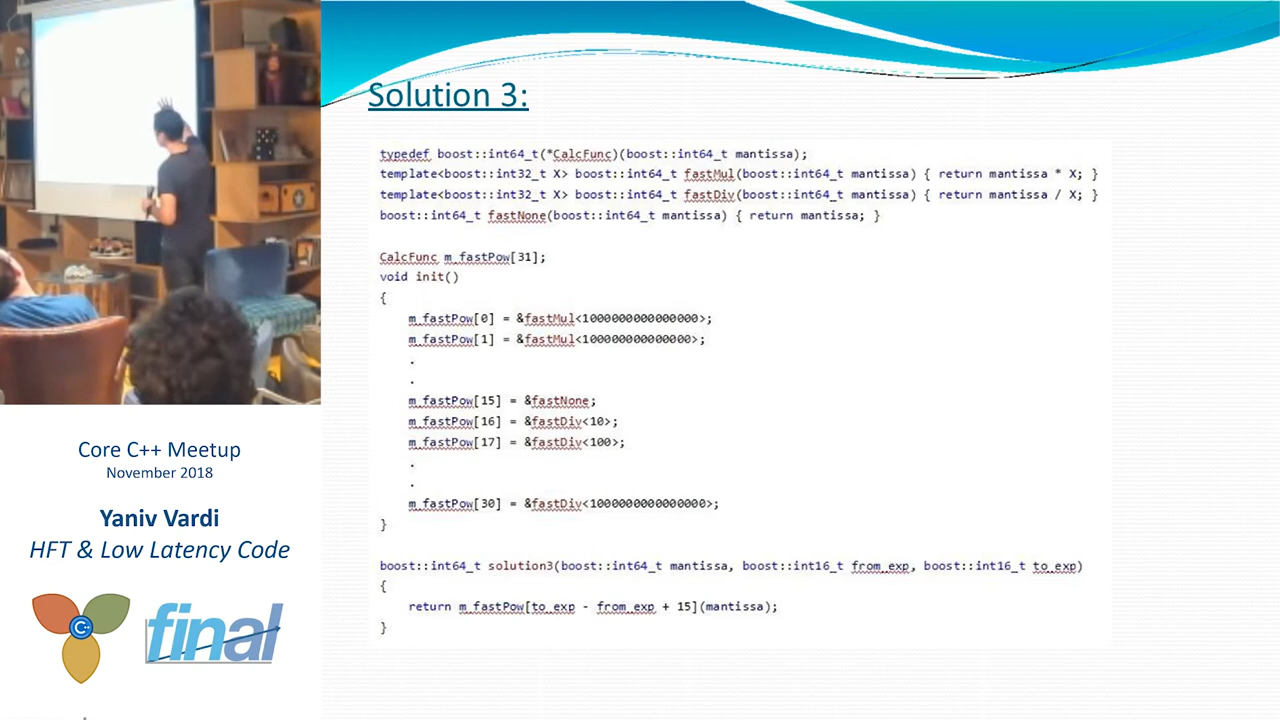 Solution 3:
typedef boost::int64_t(*CalcFunc)(boost::int64_t mantissa);
template<boost::int32_t X> boost::int64_t fastMul(boost::int64_t mantissa) { return mantissa * X; }
template<boost::int32_t X> boost::int64_t fastDiv(boost::int64_t mantissa) { return mantissa / X; }
boost::int64_t fastNone(boost::int64_t mantissa) { return mantissa; }
CalcFunc m_fastPow[31];
void init()
{
m_fastPow[0] = &fastMul<1000000000000000>;
m_fastPow[1] = &fastMul<100000000000000>;
.
.
m_fastPow[15] = &fastNone;
m_fastPow[16] = &fastDiv<10>;
m_fastPow[17] = &fastDiv<100>;
.
.
m_fastPow[30] = &fastDiv<1000000000000000>;
}
boost::int64_t solution3(boost::int64_t mantissa, boost::int16_t from_exp, boost::int16_t to_exp)
{
return m_fastPow[to_exp - from_exp + 15](mantissa);
}
Core C++ Meetup
November 2018
Yaniv Vardi
HFT & Low Latency Code
C++
final